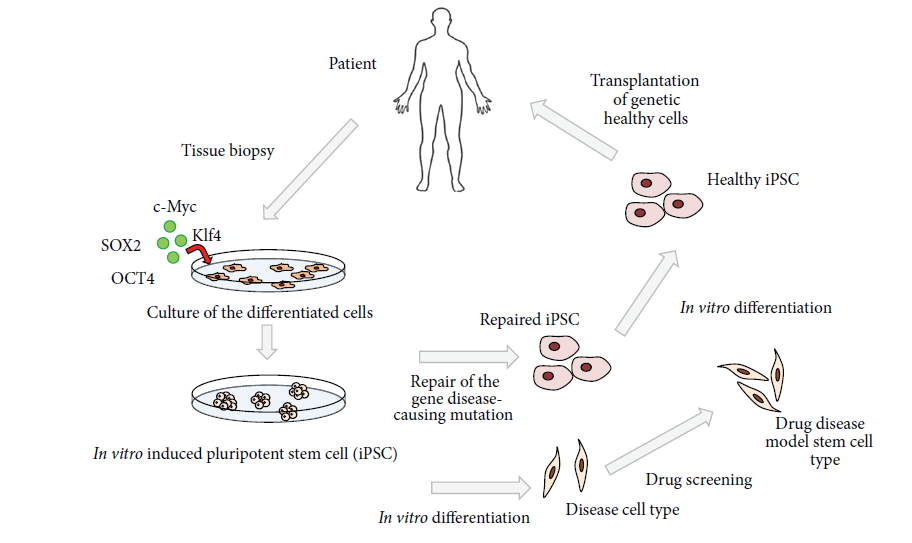 Patient
Transplantation
of genetic
healthy cells
Tissue biopsy
Healthy iPSC
c-Myc
Klf4
SOX2
OCT4
Culture of the differentiated cells
In vitro differentiation
Repaired iPSC
Repair of the
gene disease-
causing mutation
In vitro induced pluripotent stem cell (iPSC)
Drug disease
model stem cell
type
Drug screening
Disease cell type
In vitro differentiation